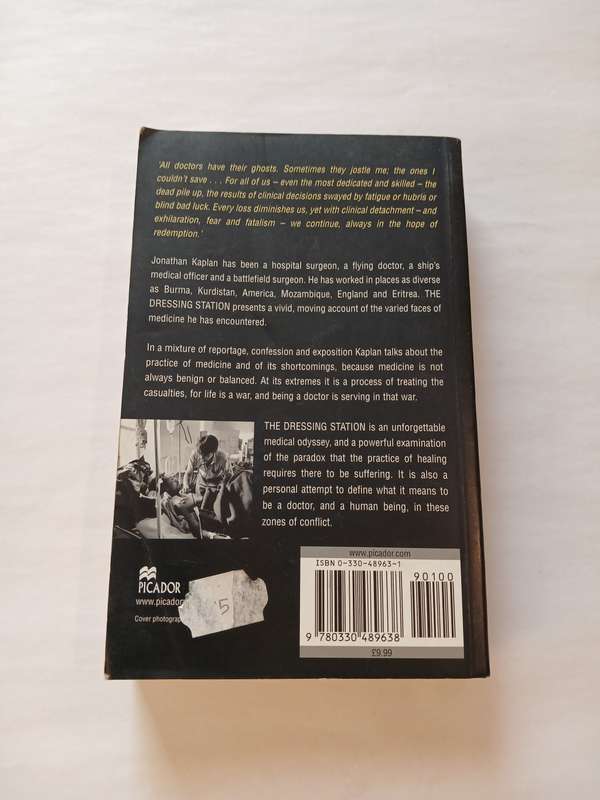 'All doctors have their ghosts. Sometimes they jostle me; the ones I
couldn't save . . . For all of us – even the most dedicated and skilled – the
dead pile up, the results of clinical decisions swayed by fatigue or hubris or
blind bad luck. Every loss diminishes us, yet with clinical detachment – and
exhilaration, fear and fatalism – we continue, always in the hope of
redemption.'
Jonathan Kaplan has been a hospital surgeon, a flying doctor, a ship's
medical officer and a battlefield surgeon. He has worked in places as diverse
as Burma, Kurdistan, America, Mozambique, England and Eritrea. THE
DRESSING STATION presents a vivid, moving account of the varied faces of
medicine he has encountered.
In a mixture of reportage, confession and exposition Kaplan talks about the
practice of medicine and of its shortcomings, because medicine is not
always benign or balanced. At its extremes it is a process of treating the
casualties, for life is a war, and being a doctor is serving in that war.
THE DRESSING STATION is an unforgettable
medical odyssey, and a powerful examination
of the paradox that the practice of healing
requires there to be suffering. It is also a
personal attempt to define what it means to
be a doctor, and a human being, in these
zones of conflict.
PICADOR
www.picador
Cover photograp
5
www.picador.com
ISBN 0-330-48963-1
90100
9 780330 489638
£9.99